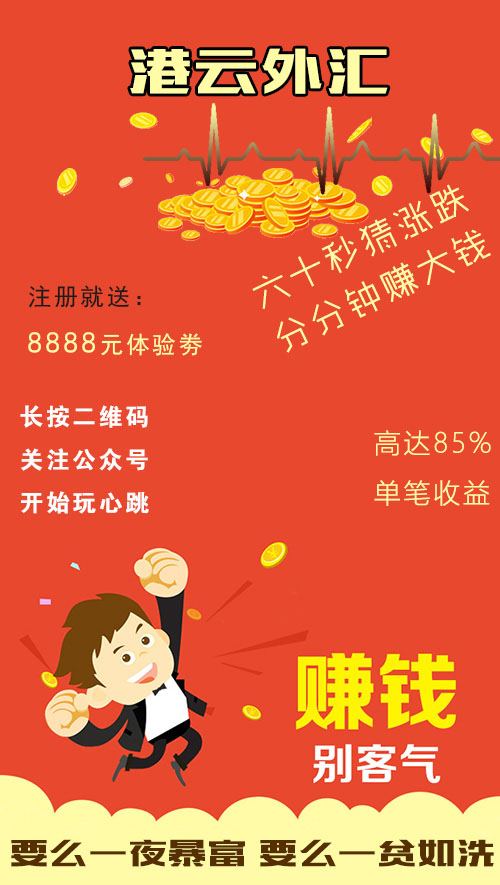 港云外汇
六十秒猜涨跌
分分钟赚大钱
注册就送：
8888元体验劵
长按二维码
关注公众号
开始玩心跳
高达85%
单笔收益
赚钱
别客气
要么一夜暴富 要么一贫如洗